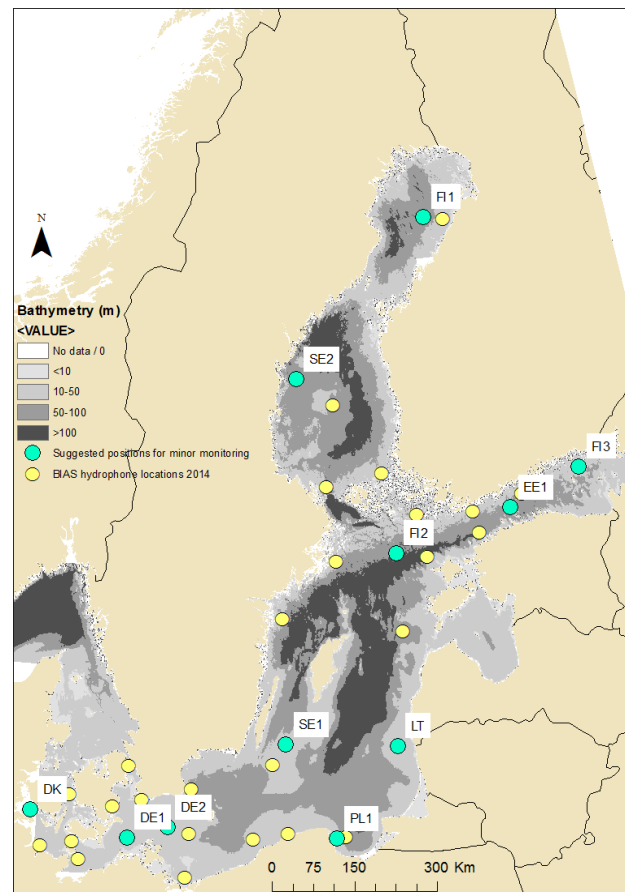 FI1
N
Bathymetry (m)
<VALUE>
No data / 0
<10
10-50
50-100
>100
Suggested positions for minor monitoring
BIAS hydrophone locations 2014
SE2
FI3
EE1
FI2
SE1
LT
DK
DE2
DE1
PL1
0 75 150 300 Km